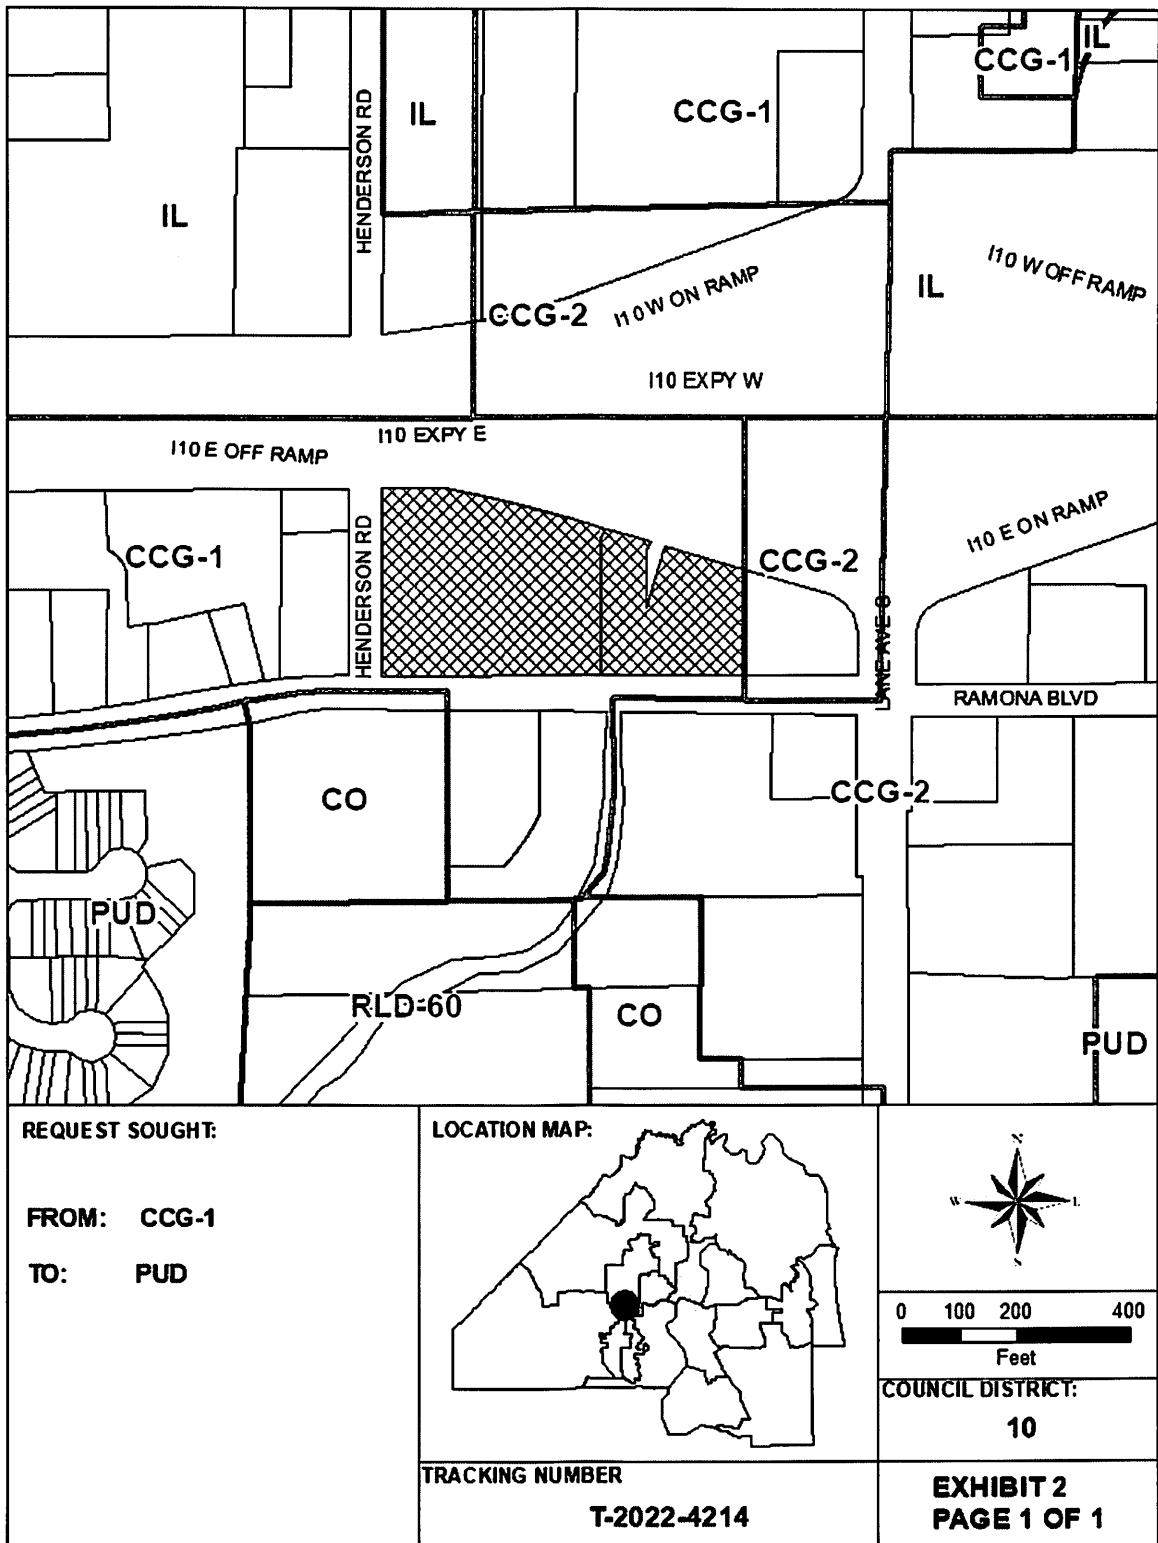 CCG-1
IL
IL
CCG-1
HENDERSON RD
IL
I10 W OFF RAMP
IL
I10 W ON RAMP
CCG-2
I10 EXPY W
I10 EXPY E
I10 E OFF RAMP
I10 E ON RAMP
CCG-1
HENDERSON RD
CCG-2
LANE AVE S
RAMONA BLVD
CO
CCG-2
PUD
RLD-60
CO
PUD
REQUEST SOUGHT:
FROM: CCG-1
TO: PUD
LOCATION MAP:
N
W E
S
0 100 200 400
Feet
COUNCIL DISTRICT:
10
TRACKING NUMBER
T-2022-4214
EXHIBIT 2
PAGE 1 OF 1